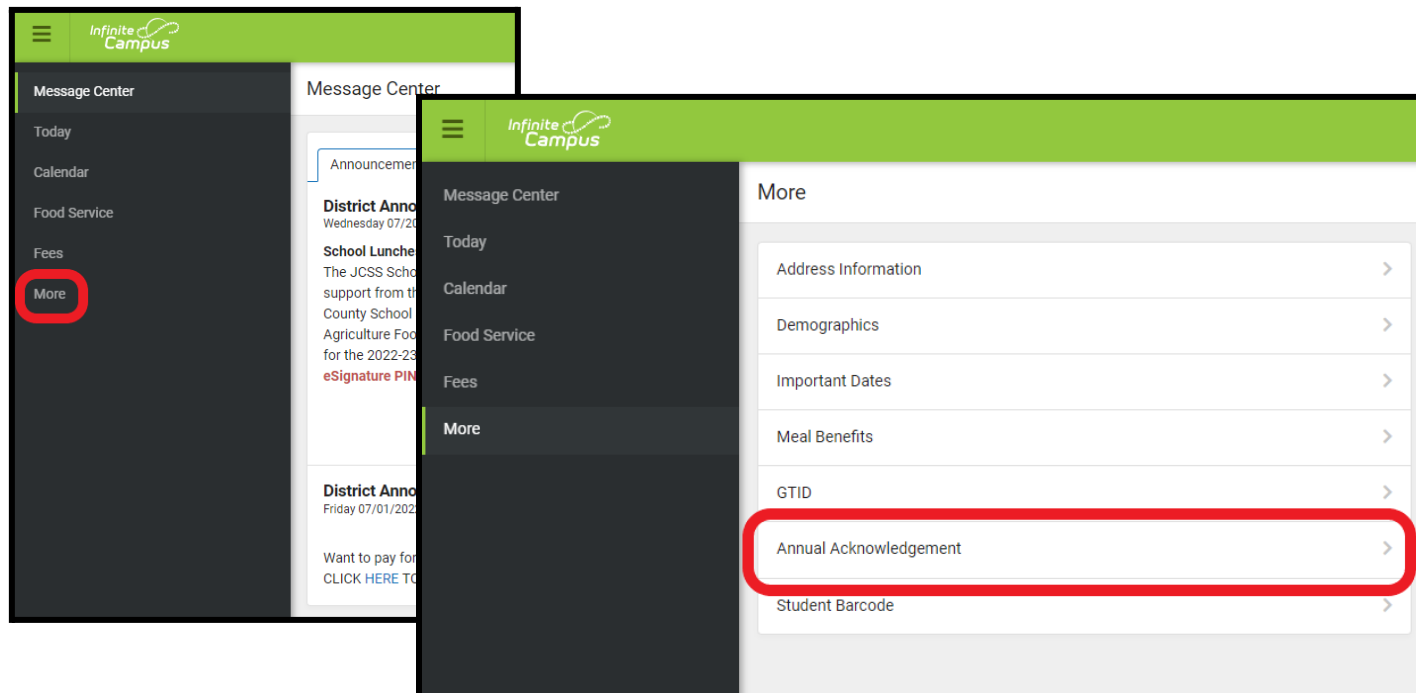 Infinite
Campus
Message Center
Today
Calendar
Food Service
Fees
More
Message Center
District Anno
Wednesday 07/20
School Lunche
The JCSS Scho
support from th
County School
Agriculture Foo
for the 2022-23
eSignature PIN
District Anno
Friday 07/01/202
Want to pay for
CLICK HERE TO
Infinite
Campus
Message Center
Today
Calendar
Food Service
Fees
More
More
Address Information
Demographics
Important Dates
Meal Benefits
GTID
Annual Acknowledgement
Student Barcode